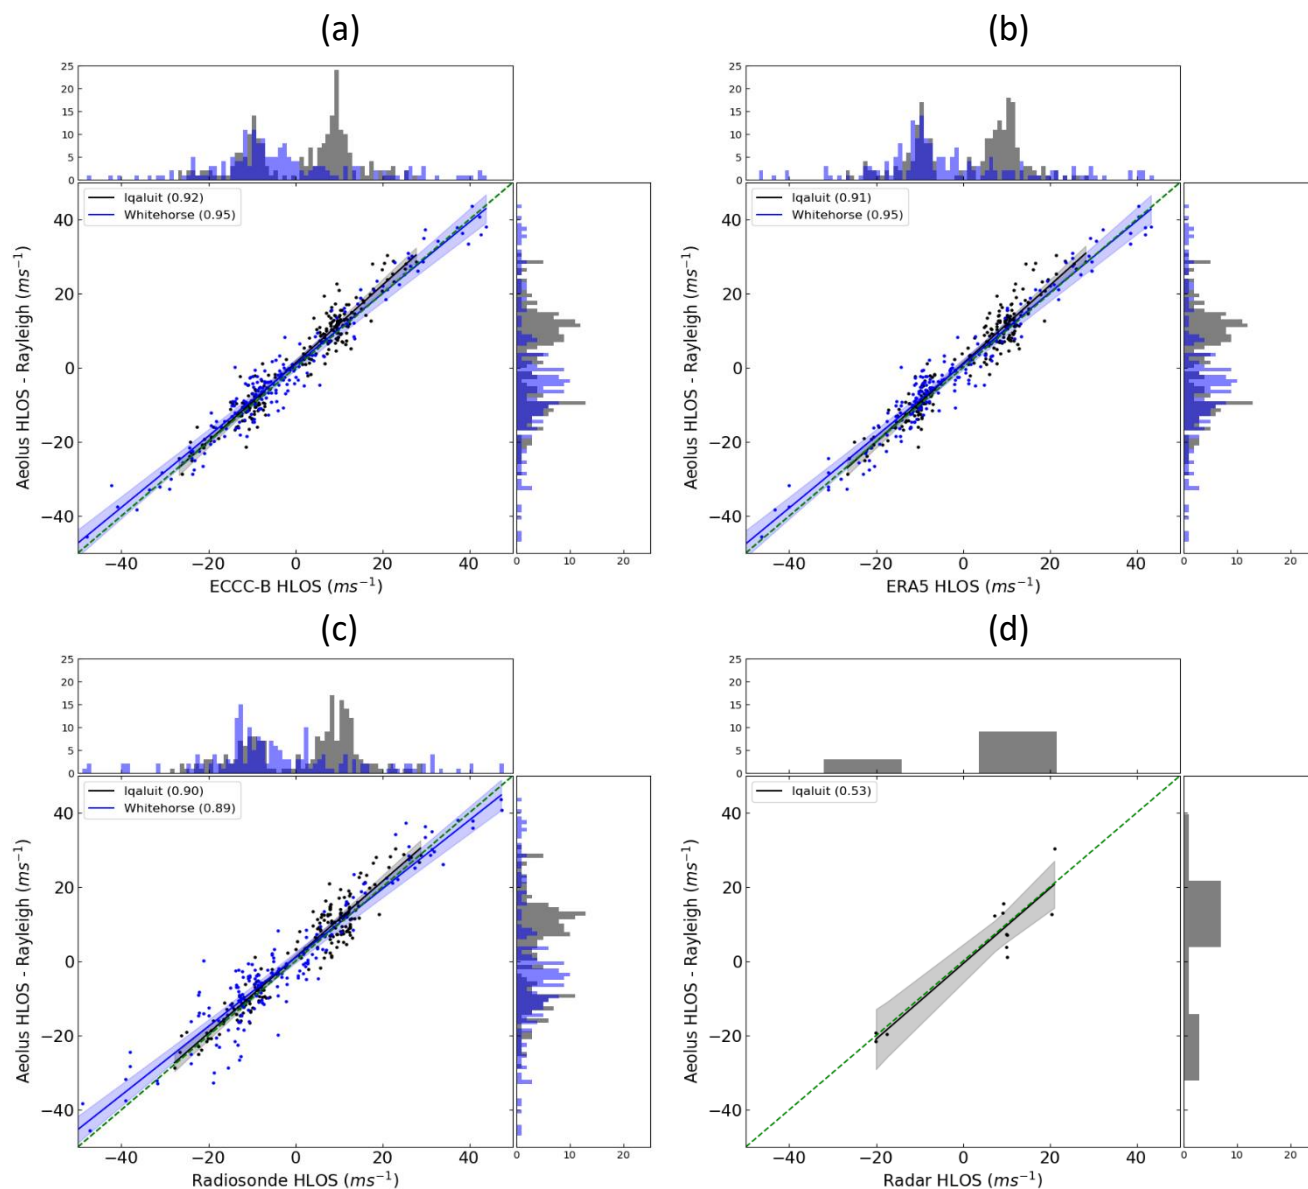 (a)
25
20
15
10
5
0
Iqaluit (0.92)
Whitehorse (0.95)
40
20
0
−20
−40
Aeolus HLOS - Rayleigh (ms⁻¹)
−40 −20 0 20 40
0 10 20
ECCC-B HLOS (ms⁻¹)
(b)
25
20
15
10
5
0
Iqaluit (0.91)
Whitehorse (0.95)
40
20
0
−20
−40
Aeolus HLOS - Rayleigh (ms⁻¹)
−40 −20 0 20 40
0 10 20
ERA5 HLOS (ms⁻¹)
(c)
25
20
15
10
5
0
Iqaluit (0.90)
Whitehorse (0.89)
40
20
0
−20
−40
Aeolus HLOS - Rayleigh (ms⁻¹)
−40 −20 0 20 40
0 10 20
Radiosonde HLOS (ms⁻¹)
(d)
25
20
15
10
5
0
Iqaluit (0.53)
40
20
0
−20
−40
Aeolus HLOS - Rayleigh (ms⁻¹)
−40 −20 0 20 40
0 10 20
Radar HLOS (ms⁻¹)